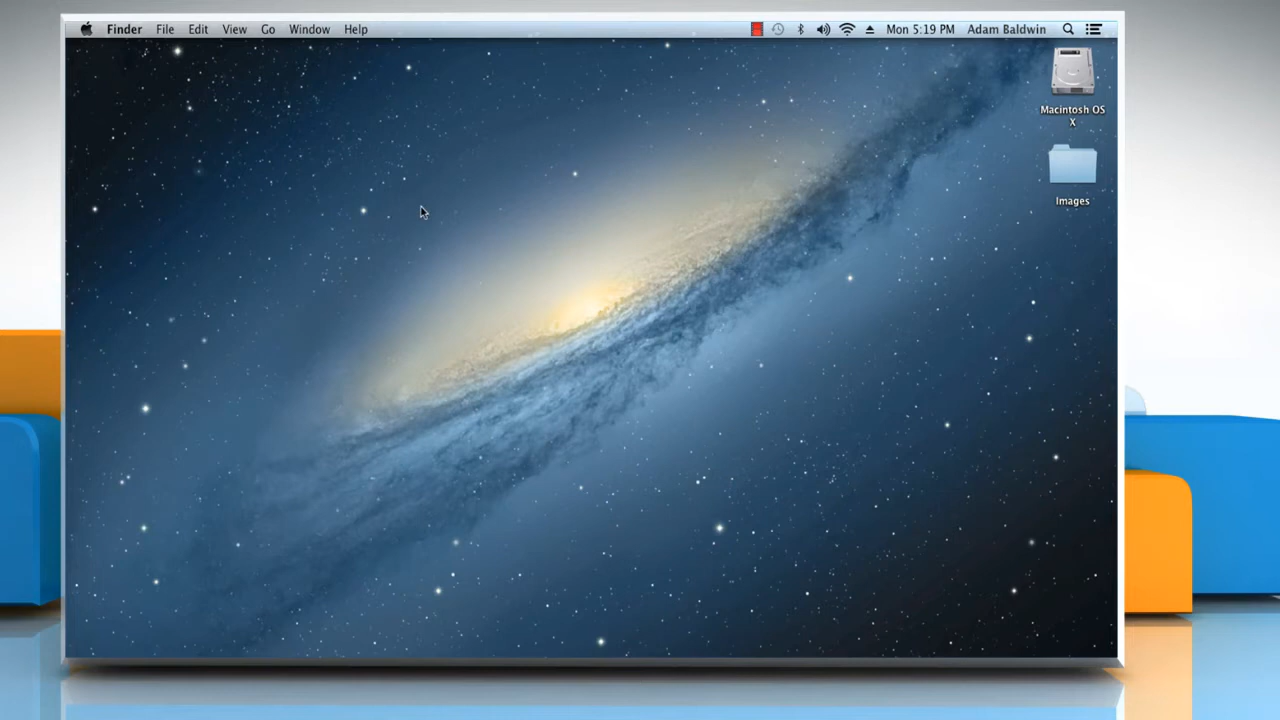 Finder File Edit View Go Window Help Mon 5:19 PM Adam Baldwin
Macintosh OS
X
Images